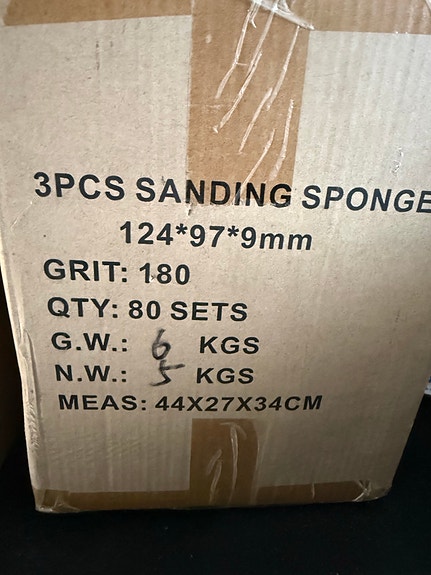 3PCS SANDING SPONGE
124*97*9mm
GRIT: 180
QTY: 80 SETS
G.W.: 6 KGS
N.W.: 5 KGS
MEAS: 44X27X34CM